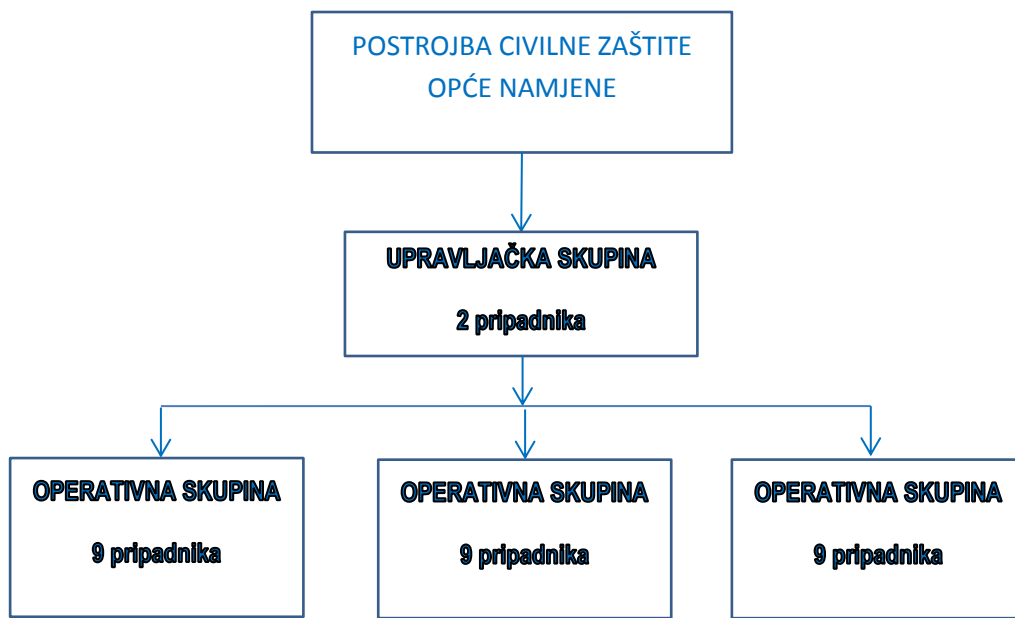 POSTROJBA CIVILNE ZAŠTITE
OPĆE NAMJENE
UPRAVLJAČKA SKUPINA
2 pripadnika
OPERATIVNA SKUPINA
9 pripadnika
OPERATIVNA SKUPINA
9 pripadnika
OPERATIVNA SKUPINA
9 pripadnika